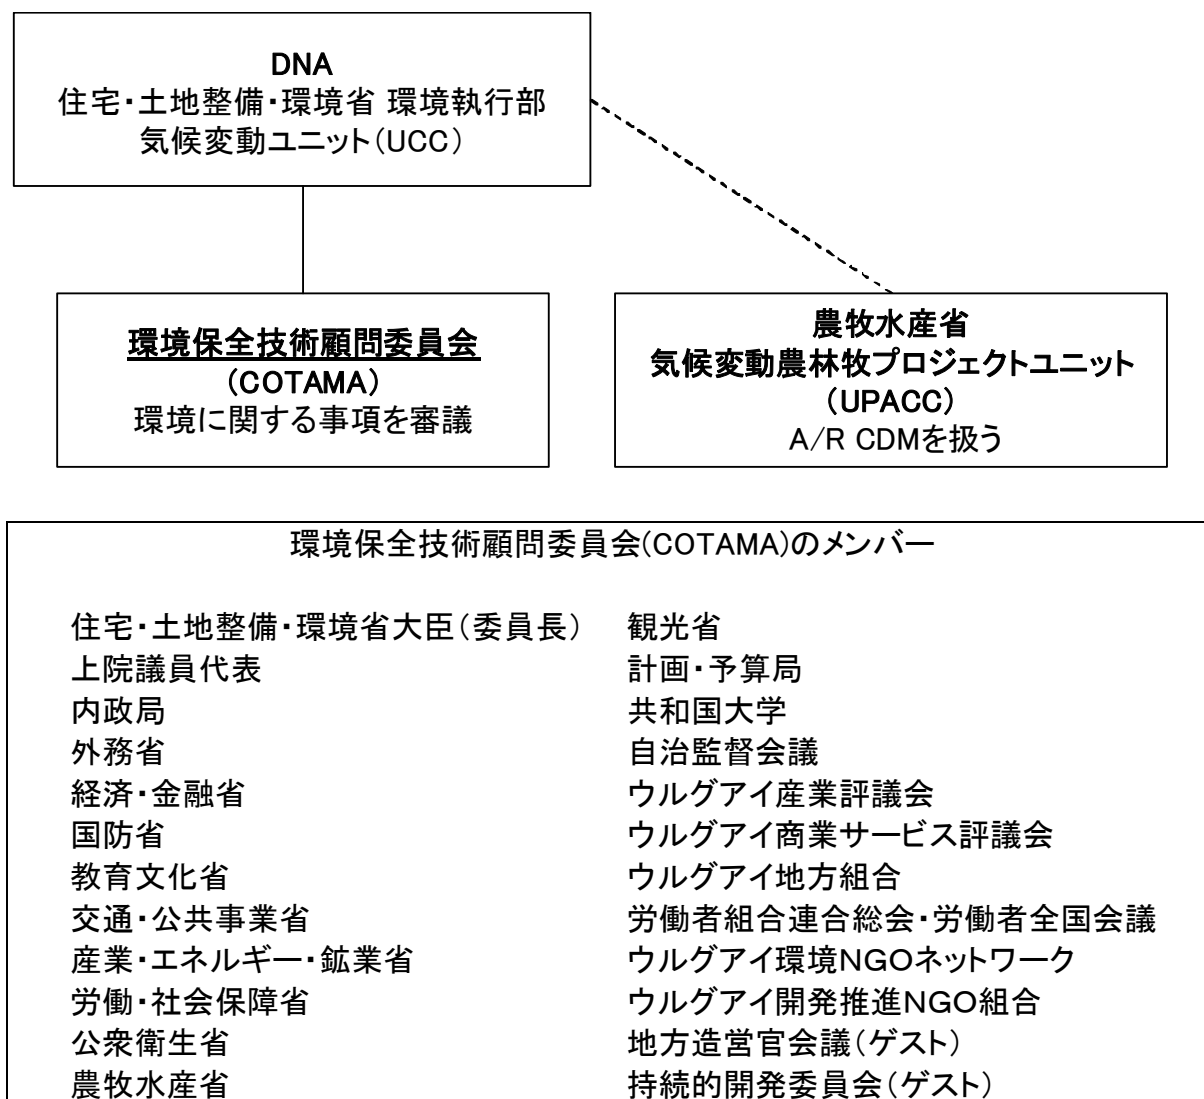 DNA
住宅・土地整備・環境省 環境執行部
気候変動ユニット（UCC）
環境保全技術顧問委員会
（COTAMA）
環境に関する事項を審議
農牧水産省
気候変動農林牧プロジェクトユニット
（UPACC）
A/R CDMを扱う
環境保全技術顧問委員会(COTAMA)のメンバー
住宅・土地整備・環境省大臣（委員長）
上院議員代表
内政局
外務省
経済・金融省
国防省
教育文化省
交通・公共事業省
産業・エネルギー・鉱業省
労働・社会保障省
公衆衛生省
農牧水産省
観光省
計画・予算局
共和国大学
自治監督会議
ウルグアイ産業評議会
ウルグアイ商業サービス評議会
ウルグアイ地方組合
労働者組合連合総会・労働者全国会議
ウルグアイ環境NGOネットワーク
ウルグアイ開発推進NGO組合
地方造営官会議（ゲスト）
持続的開発委員会（ゲスト）